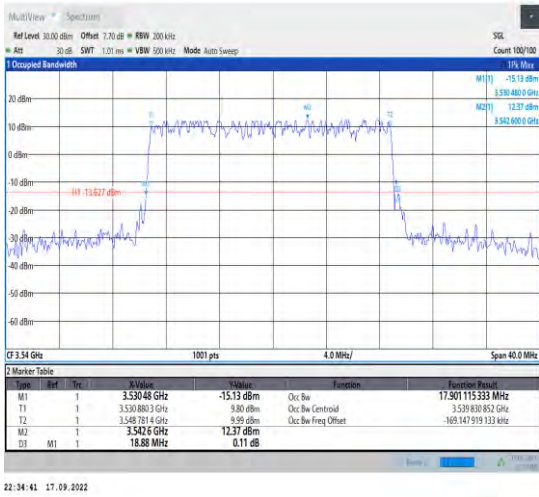 MultiView Spectrum
Ref Level 30.00 dBm Offset 7.70 dB RBW 200 kHz SGL
Att 30 dB SWT 1.01 ms VBW 500 kHz Mode Auto Sweep Count 100/100
1 Occupied Bandwidth 1Pk Max
M1[1] -15.13 dBm
3.530 480 0 GHz
20 dBm M2[1] 12.37 dBm
3.542 600 0 GHz
T1 M2 T2
10 dBm
0 dBm
-10 dBm
H1 -13.627 dBm
-20 dBm
-30 dBm
-40 dBm
-50 dBm
-60 dBm
CF 3.54 GHz 1001 pts 4.0 MHz/ Span 40.0 MHz
2 Marker Table
Type Ref Trc X-Value Y-Value Function Function Result
M1 1 3.530 48 GHz -15.13 dBm Occ Bw 17.901 115 333 MHz
T1 1 3.530 880 3 GHz 9.80 dBm Occ Bw Centroid 3.539 830 852 GHz
T2 1 3.548 781 4 GHz 9.99 dBm Occ Bw Freq Offset -169.147 919 133 kHz
M2 1 3.542 6 GHz 12.37 dBm
D3 M1 1 18.88 MHz 0.11 dB
22:34:41 17.09.2022